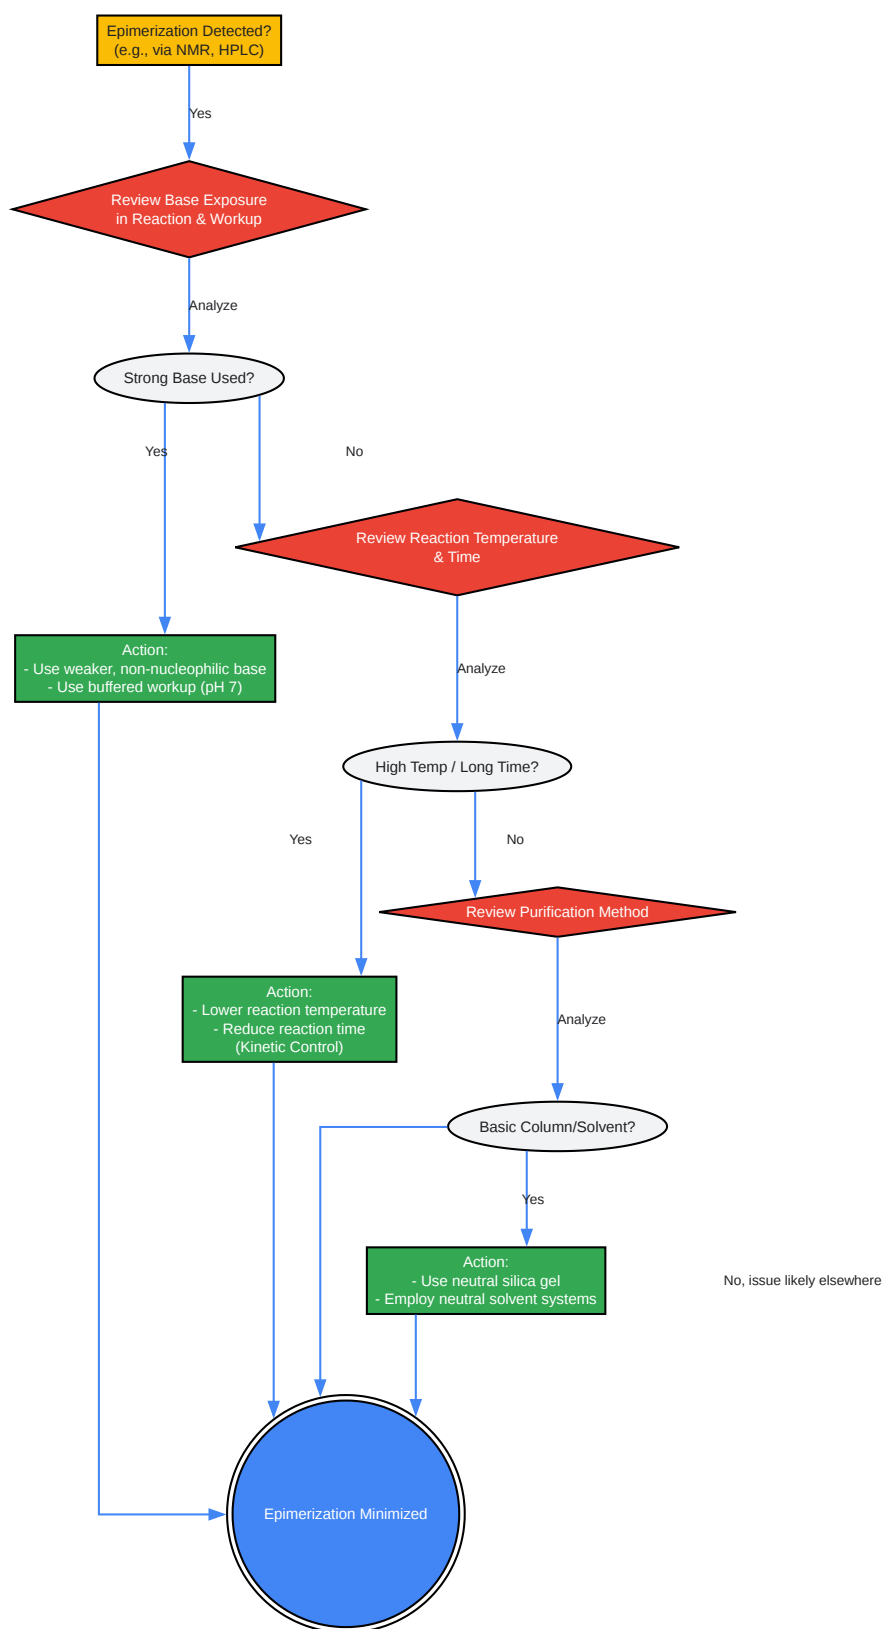 Epimerization Detected?
(e.g., via NMR, HPLC)
Yes
Review Base Exposure
in Reaction & Workup
Analyze
Strong Base Used?
Yes
No
Review Reaction Temperature
& Time
Action:
- Use weaker, non-nucleophilic base
- Use buffered workup (pH 7)
Analyze
High Temp / Long Time?
Yes
No
Review Purification Method
Action:
- Lower reaction temperature
- Reduce reaction time
(Kinetic Control)
Analyze
Basic Column/Solvent?
Yes
Action:
- Use neutral silica gel
- Employ neutral solvent systems
No, issue likely elsewhere
Epimerization Minimized